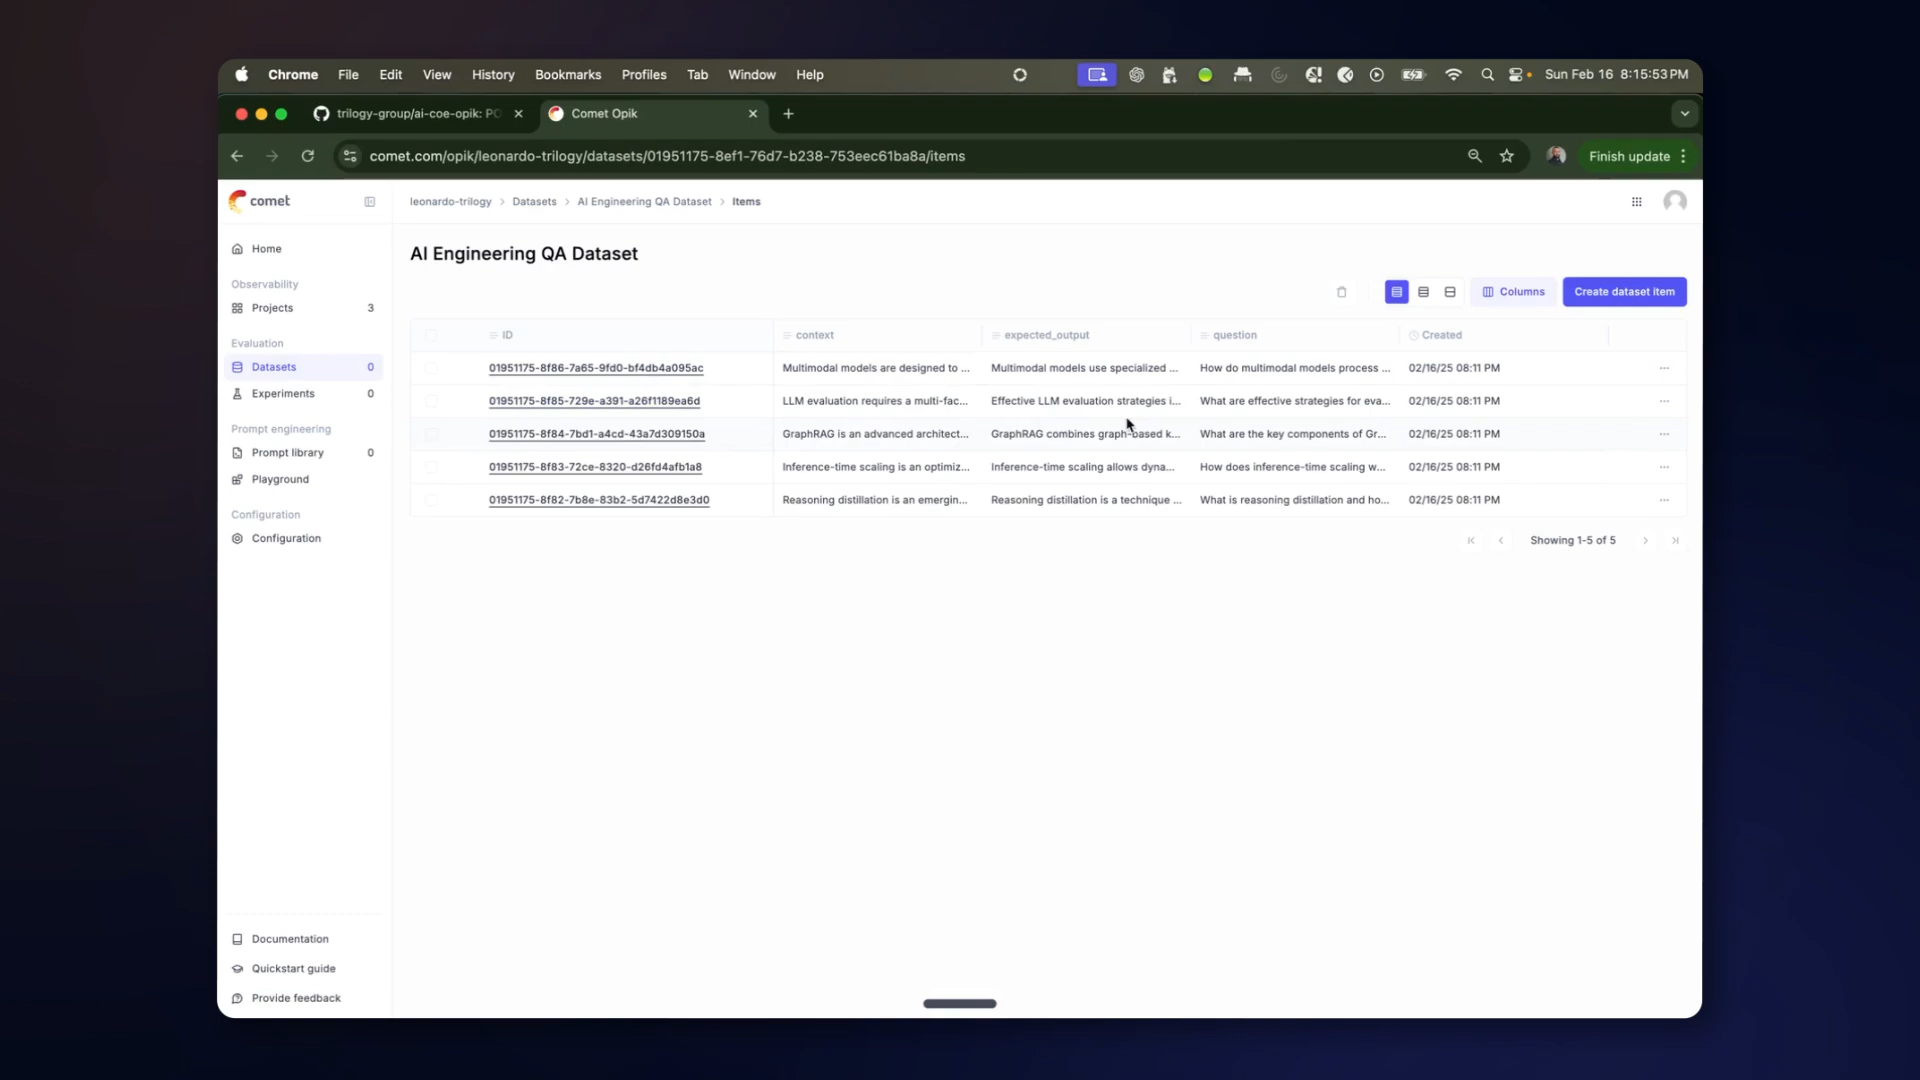 Chrome File Edit View History Bookmarks Profiles Tab Window Help Sun Feb 16 8:15:53 PM
trilogy-group/ai-coe-opik: PO Comet Opik
comet.com/opik/leonardo-trilogy/datasets/01951175-8ef1-76d7-b238-753eec61ba8a/items Finish update
comet leonardo-trilogy > Datasets > AI Engineering QA Dataset > Items
Home
Observability
Projects 3
Evaluation
Datasets 0
Experiments 0
Prompt engineering
Prompt library 0
Playground
Configuration
Configuration
Documentation
Quickstart guide
Provide feedback
AI Engineering QA Dataset
Columns Create dataset item
ID context expected_output question Created
01951175-8f86-7a65-9fd0-bf4db4a095ac Multimodal models are designed to ... Multimodal models use specialized ... How do multimodal models process ... 02/16/25 08:11 PM
01951175-8f85-729e-a391-a26f1189ea6d LLM evaluation requires a multi-fac... Effective LLM evaluation strategies i... What are effective strategies for eva... 02/16/25 08:11 PM
01951175-8f84-7bd1-a4cd-43a7d309150a GraphRAG is an advanced architect... GraphRAG combines graph-based k... What are the key components of Gr... 02/16/25 08:11 PM
01951175-8f83-72ce-8320-d26fd4afb1a8 Inference-time scaling is an optimiz... Inference-time scaling allows dyna... How does inference-time scaling w... 02/16/25 08:11 PM
01951175-8f82-7b8e-83b2-5d7422d8e3d0 Reasoning distillation is an emergin... Reasoning distillation is a technique ... What is reasoning distillation and ho... 02/16/25 08:11 PM
Showing 1-5 of 5